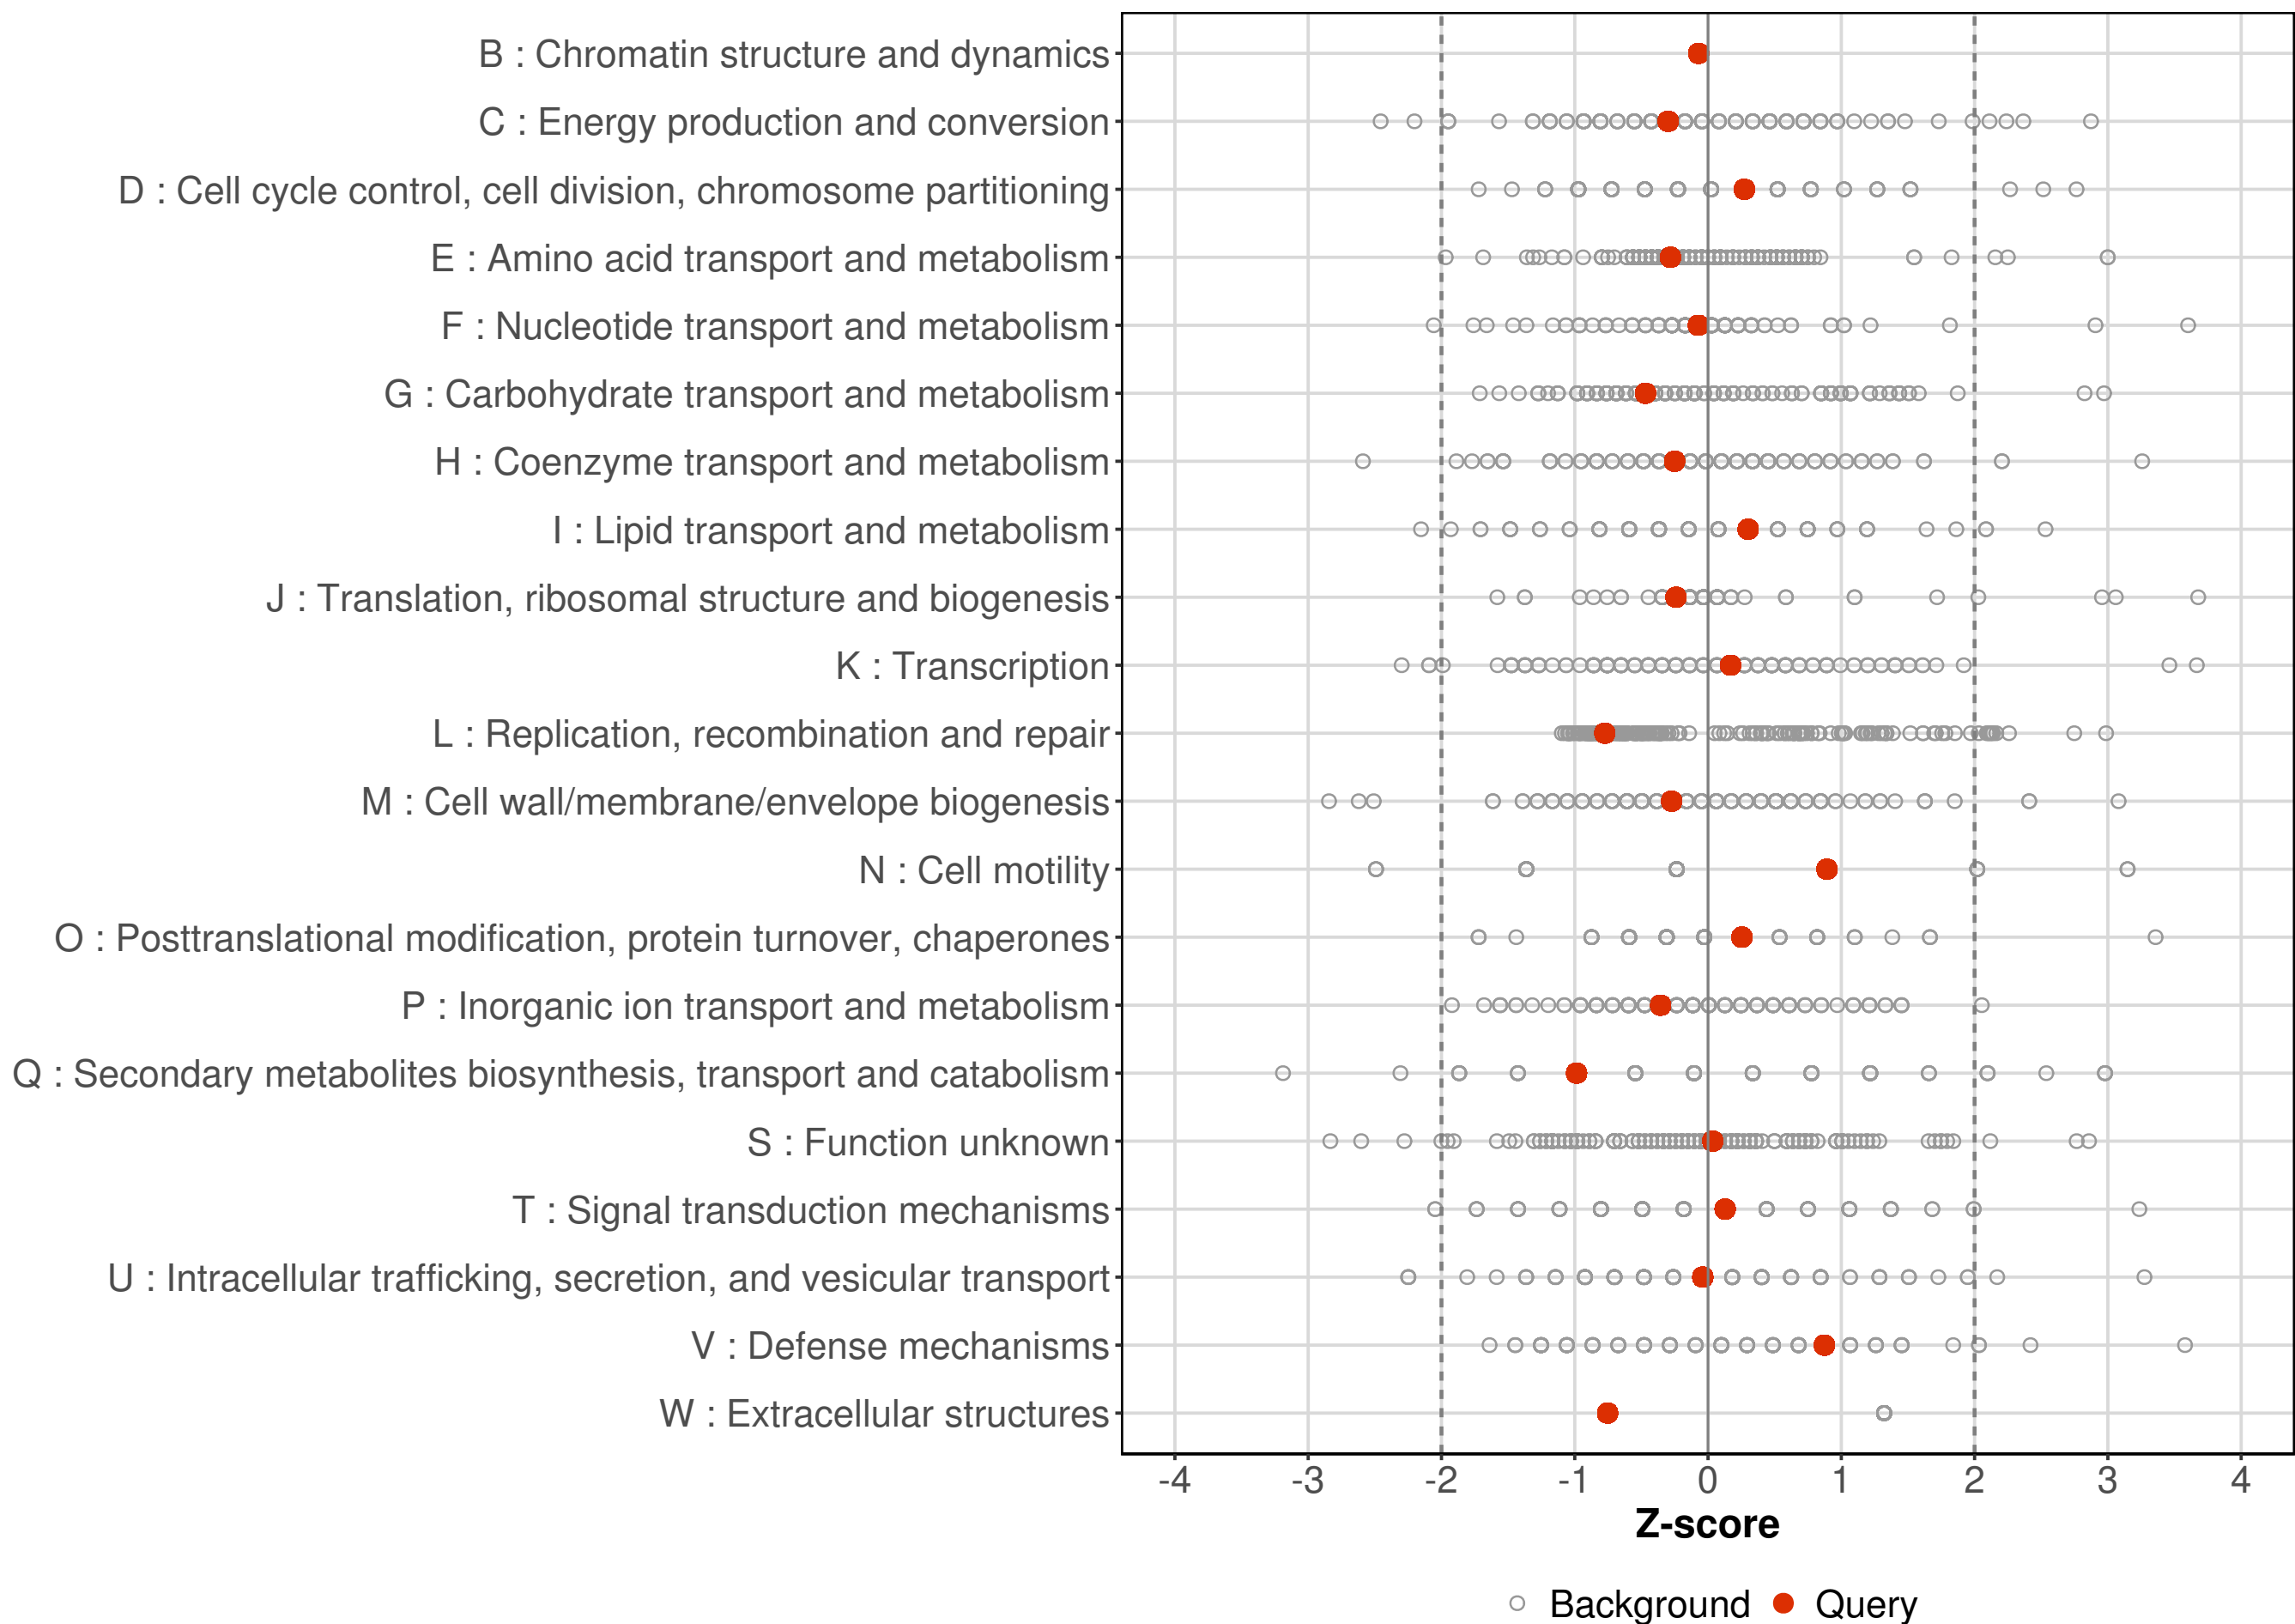 B : Chromatin structure and dynamics
C : Energy production and conversion
D : Cell cycle control, cell division, chromosome partitioning
E : Amino acid transport and metabolism
F : Nucleotide transport and metabolism
G : Carbohydrate transport and metabolism
H : Coenzyme transport and metabolism
I : Lipid transport and metabolism
J : Translation, ribosomal structure and biogenesis
K : Transcription
L : Replication, recombination and repair
M : Cell wall/membrane/envelope biogenesis
N : Cell motility
O : Posttranslational modification, protein turnover, chaperones
P : Inorganic ion transport and metabolism
Q : Secondary metabolites biosynthesis, transport and catabolism
S : Function unknown
T : Signal transduction mechanisms
U : Intracellular trafficking, secretion, and vesicular transport
V : Defense mechanisms
W : Extracellular structures
-4 -3 -2 -1 0 1 2 3 4
Z-score
Background Query